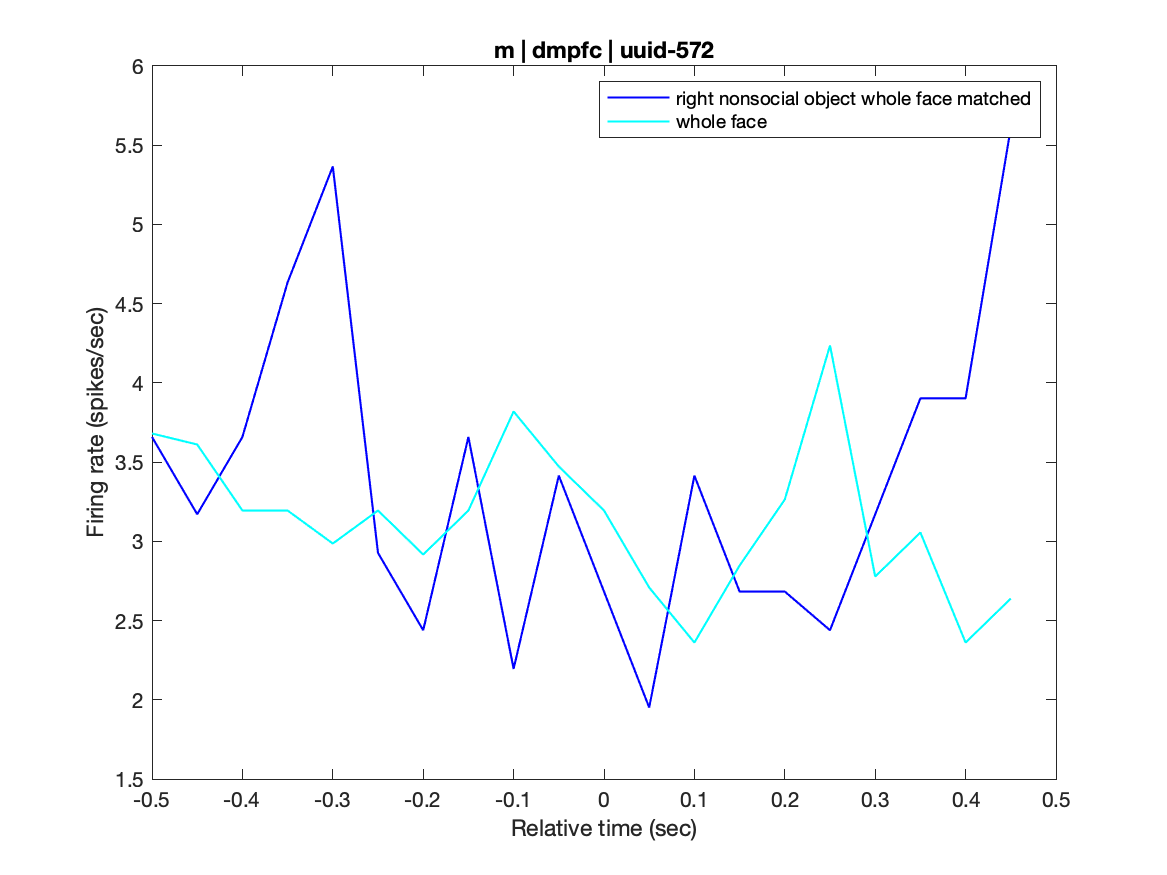 m | dmpfc | uuid-572
right nonsocial object whole face matched
whole face
Firing rate (spikes/sec)
6
5.5
5
4.5
4
3.5
3
2.5
2
1.5
-0.5 -0.4 -0.3 -0.2 -0.1 0 0.1 0.2 0.3 0.4 0.5
Relative time (sec)